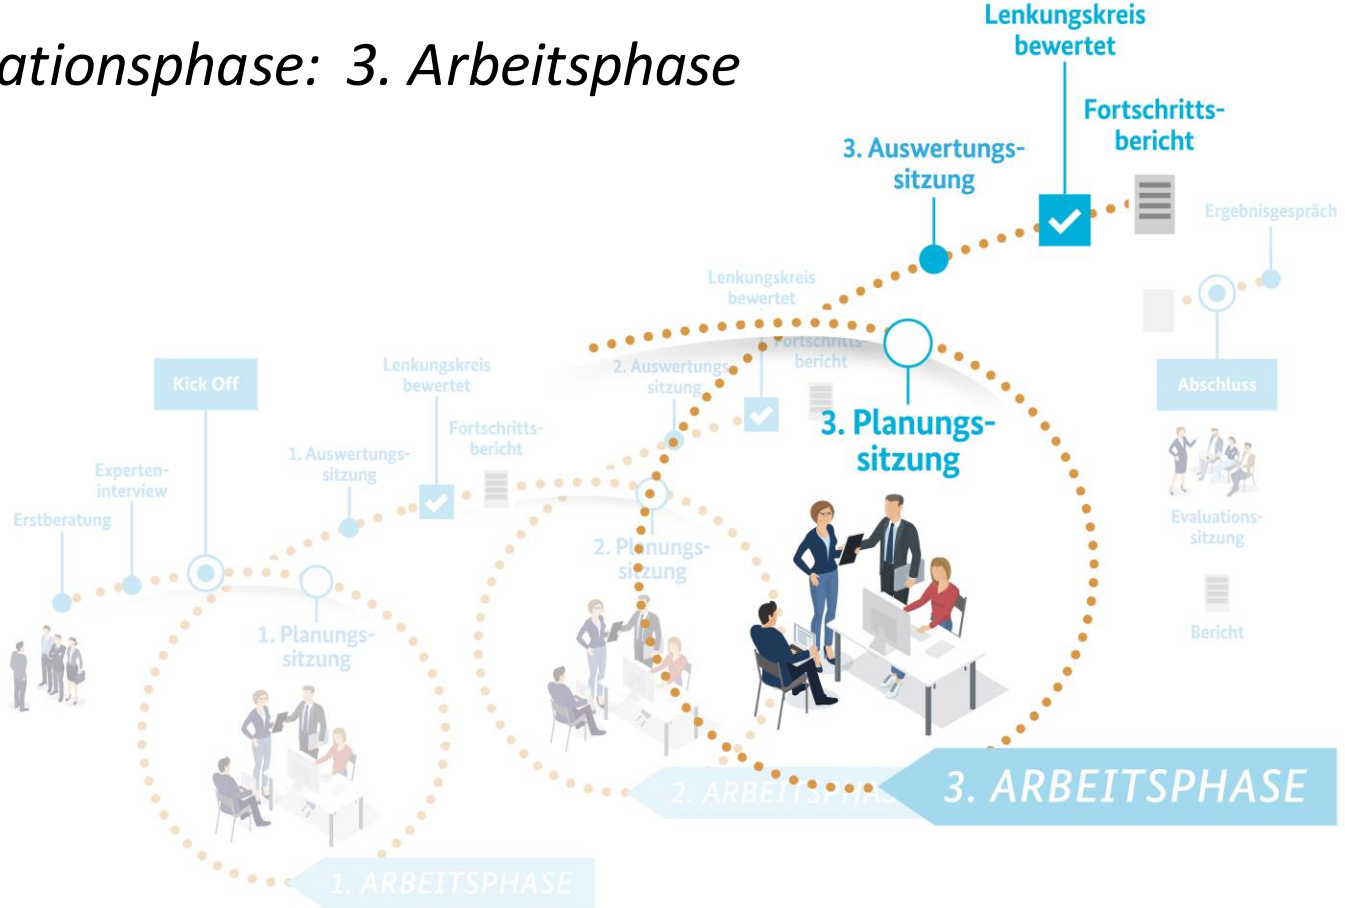 ationsphase: 3. Arbeitsphase
Lenkungskreis
bewertet
Fortschritts-
bericht
3. Auswertungs-
sitzung
Ergebnisgespräch
Lenkungskreis
bewertet
Fortschritts-
bericht
2. Auswertungs-
sitzung
Kick Off
Lenkungskreis
bewertet
Abschluss
3. Planungs-
sitzung
Fortschritts-
bericht
1. Auswertungs-
sitzung
Experten-
interview
Erstberatung
Evaluations-
sitzung
2. Planungs-
sitzung
1. Planungs-
sitzung
Bericht
3. ARBEITSPHASE
2. ARBEITSPHAS
1. ARBEITSPHASE